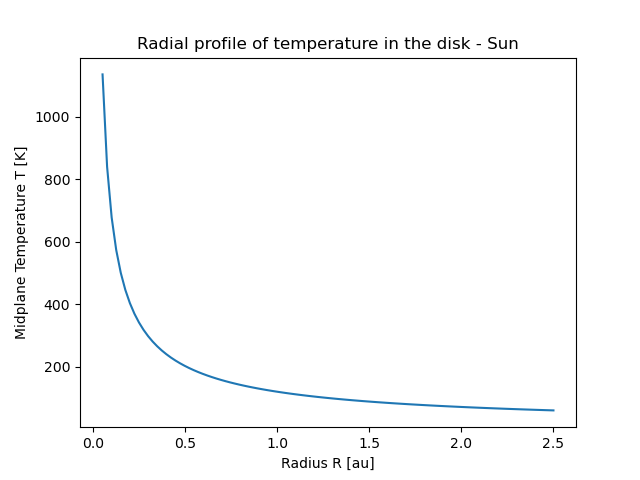 Radial profile of temperature in the disk - Sun
Midplane Temperature T [K]
1000
800
600
400
200
0.0 0.5 1.0 1.5 2.0 2.5
Radius R [au]